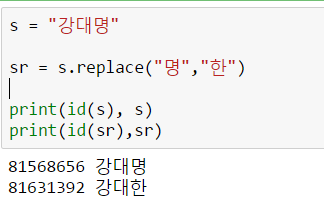 s = "강대명"
sr = s.replace("명","한")
print(id(s), s)
print(id(sr),sr)
81568656 강대명
81631392 강대한